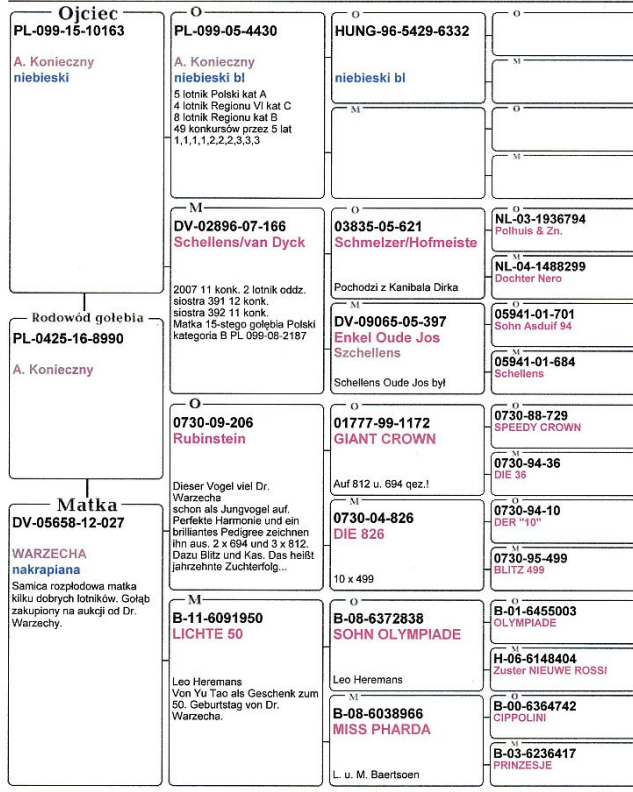 Ojciec
PL-099-15-10163
A. Konieczny
niebieski
Rodowód gołębia
PL-0425-16-8990
A. Konieczny
Matka
DV-05658-12-027
WARZECHA
nakrapiana
Samica rozpłodowa matka
kilku dobrych lotników. Gołąb
zakupiony na aukcji od Dr.
Warzechy.
O
PL-099-05-4430
A. Konieczny
niebieski bl
5 lotnik Polski kat A
4 lotnik Regionu VI kat C
8 lotnik Regionu kat B
49 konkursów przez 5 lat
1,1,1,1,2,2,2,3,3,3
M
DV-02896-07-166
Schellens/van Dyck
2007 11 konk. 2 lotnik oddz.
siostra 391 12 konk.
siostra 392 11 konk.
Matka 15-stego gołębia Polski
kategoria B PL 099-08-2187
O
0730-09-206
Rubinstein
Dieser Vogel viel Dr.
Warzecha
schon als Jungvogel auf.
Perfekte Harmonie und ein
brilliantes Pedigree zeichnen
ihn aus. 2 x 694 und 3 x 812.
Dazu Blitz und Kas. Das heißt
jahrzehnte Zuchterfolg...
M
B-11-6091950
LICHTE 50
Leo Heremans
Von Yu Tao als Geschenk zum
50. Geburtstag von Dr.
Warzecha.
O
HUNG-96-5429-6332
niebieski bl
M
O
03835-05-621
Schmelzer/Hofmeiste
Pochodzi z Kanibala Dirka
M
DV-09065-05-397
Enkel Oude Jos
Szchellens
Schellens Oude Jos był
O
01777-99-1172
GIANT CROWN
Auf 812 u. 694 qez.!
M
0730-04-826
DIE 826
10 x 499
O
B-08-6372838
SOHN OLYMPIADE
Leo Heremans
M
B-08-6038966
MISS PHARDA
L. u. M. Baertsoen
O
M
O
M
O
NL-03-1936794
Polhuis & Zn.
M
NL-04-1488299
Dochter Nero
O
05941-01-701
Sohn Asduif 94
M
05941-01-684
Schellens
O
0730-88-729
SPEEDY CROWN
M
0730-94-36
DIE 36
O
0730-94-10
DER "10"
M
0730-95-499
BLITZ 499
O
B-01-6455003
OLYMPIADE
M
H-06-6148404
Zuster NIEUWE ROSSI
O
B-00-6364742
CIPPOLINI
M
B-03-6236417
PRINZESJE